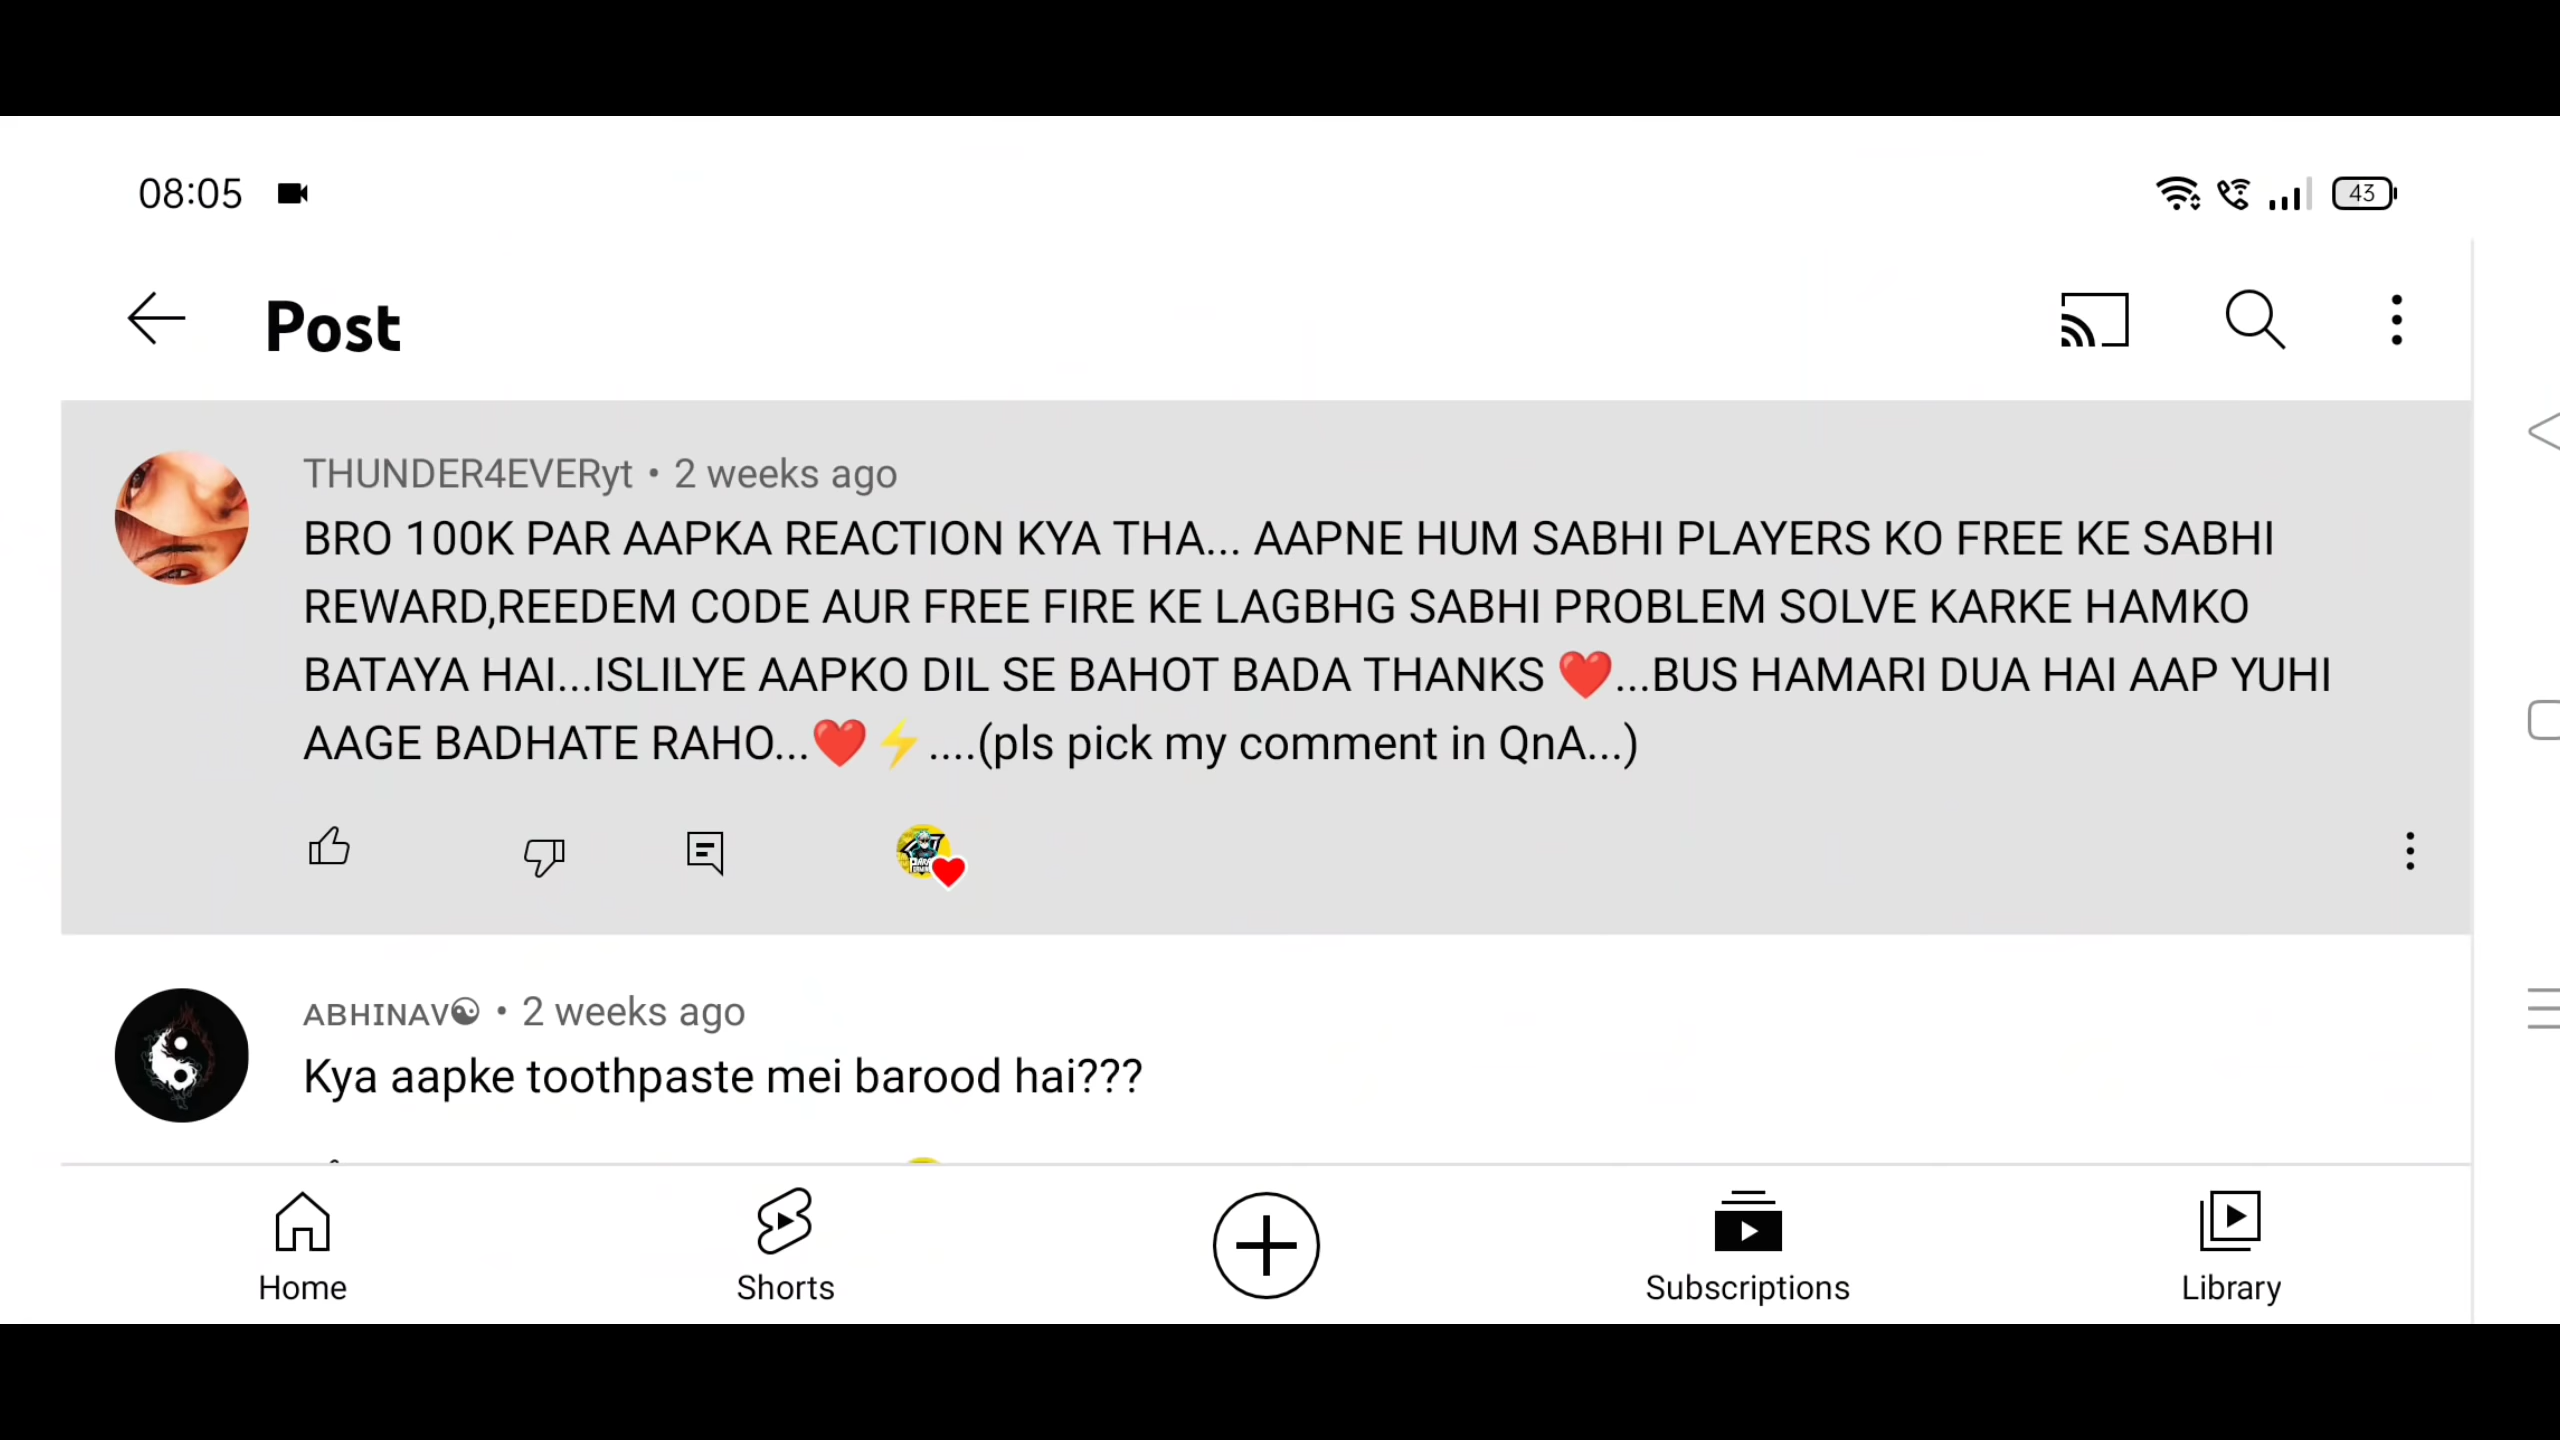 08:05
43
Post
THUNDER4EVERyt • 2 weeks ago
BRO 100K PAR AAPKA REACTION KYA THA... AAPNE HUM SABHI PLAYERS KO FREE KE SABHI
REWARD,REEDEM CODE AUR FREE FIRE KE LAGBHG SABHI PROBLEM SOLVE KARKE HAMKO
BATAYA HAI...ISLILYE AAPKO DIL SE BAHOT BADA THANKS ❤️...BUS HAMARI DUA HAI AAP YUHI
AAGE BADHATE RAHO...❤️⚡....(pls pick my comment in QnA...)
ᴀʙʜɪɴᴀᴠ☯ • 2 weeks ago
Kya aapke toothpaste mei barood hai???
Home Shorts Subscriptions Library